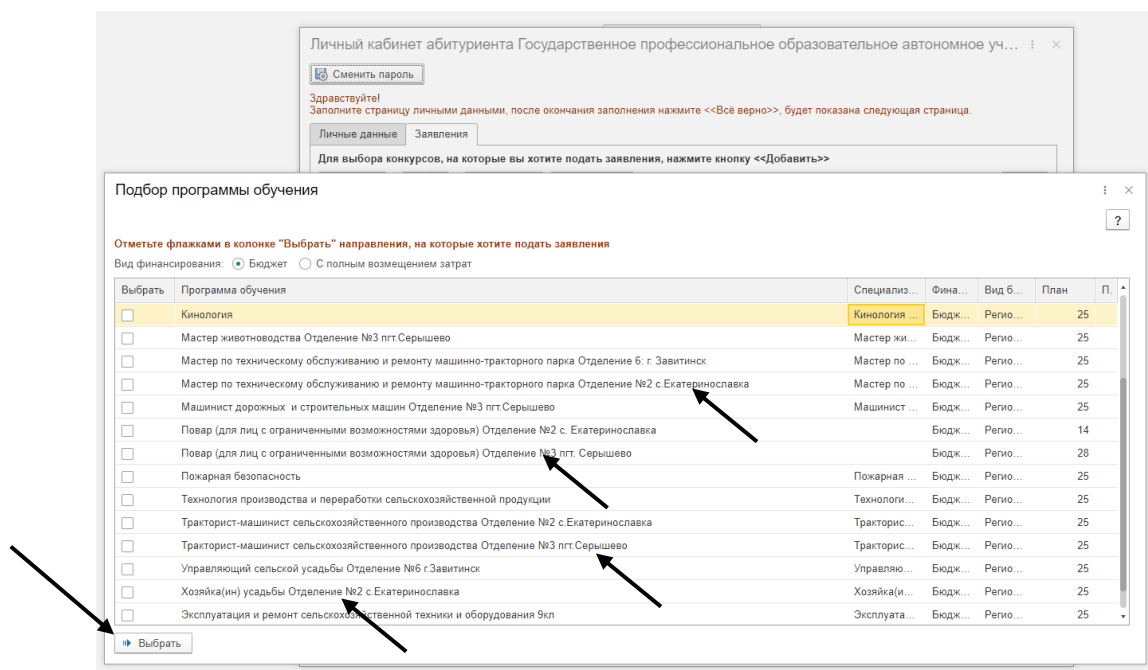 Личный кабинет абитуриента Государственное профессиональное образовательное автономное уч...
Сменить пароль
Здравствуйте!
Заполните страницу личными данными, после окончания заполнения нажмите <<Всё верно>>, будет показана следующая страница.
Личные данные Заявления
Для выбора конкурсов, на которые вы хотите подать заявления, нажмите кнопку <<Добавить>>
Подбор программы обучения
?
Отметьте флажками в колонке "Выбрать" направления, на которые хотите подать заявления
Вид финансирования: Бюджет С полным возмещением затрат
Выбрать Программа обучения Специализ... Фина... Вид б... План П.
Кинология Кинология ... Бюдж... Регио... 25
Мастер животноводства Отделение №3 пгт.Серышево Мастер жи... Бюдж... Регио... 25
Мастер по техническому обслуживанию и ремонту машинно-тракторного парка Отделение 6: г. Завитинск Мастер по ... Бюдж... Регио... 25
Мастер по техническому обслуживанию и ремонту машинно-тракторного парка Отделение №2 с.Екатеринославка Мастер по ... Бюдж... Регио... 25
Машинист дорожных и строительных машин Отделение №3 пгт.Серышево Машинист ... Бюдж... Регио... 25
Повар (для лиц с ограниченными возможностями здоровья) Отделение №2 с. Екатеринославка Бюдж... Регио... 14
Повар (для лиц с ограниченными возможностями здоровья) Отделение №3 пгт. Серышево Бюдж... Регио... 28
Пожарная безопасность Пожарная ... Бюдж... Регио... 25
Технология производства и переработки сельскохозяйственной продукции Технологи... Бюдж... Регио... 25
Тракторист-машинист сельскохозяйственного производства Отделение №2 с.Екатеринославка Тракторис... Бюдж... Регио... 25
Тракторист-машинист сельскохозяйственного производства Отделение №3 пгт.Серышево Тракторис... Бюдж... Регио... 25
Управляющий сельской усадьбы Отделение №6 г.Завитинск Управляю... Бюдж... Регио... 25
Хозяйка(ин) усадьбы Отделение №2 с.Екатеринославка Хозяйка(и... Бюдж... Регио... 25
Эксплуатация и ремонт сельскохозяйственной техники и оборудования 9кл Эксплуата... Бюдж... Регио... 25
Выбрать